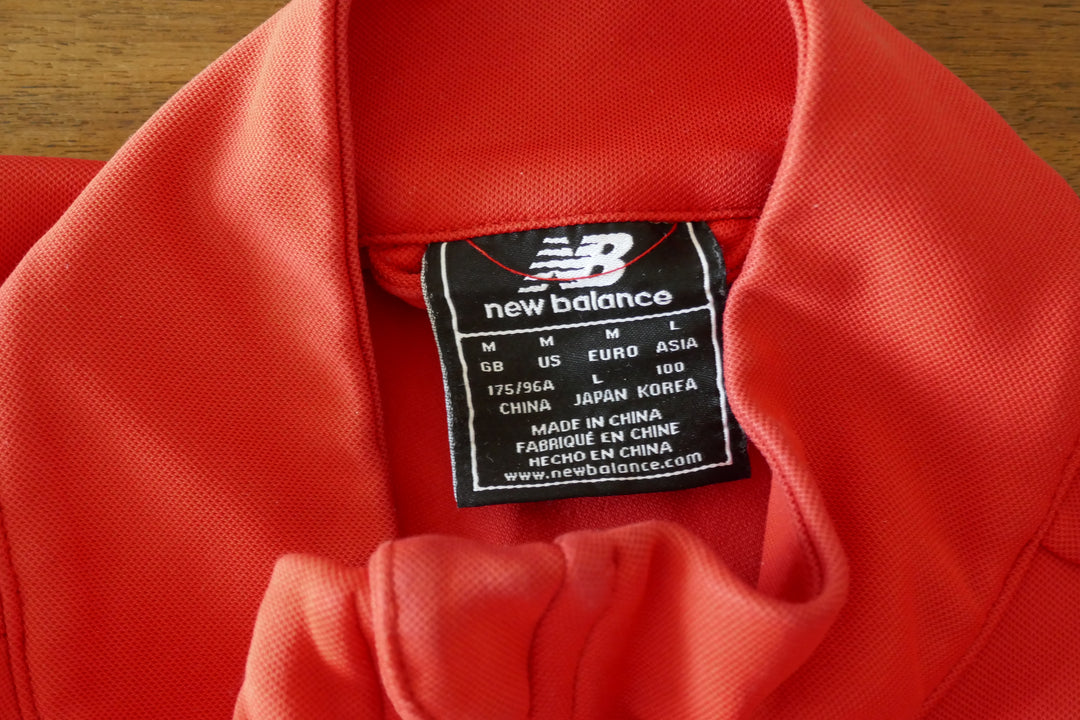 NB
new balance
M M M L
GB US EURO ASIA
175/96A L 100
CHINA JAPAN KOREA
MADE IN CHINA
FABRIQUÉ EN CHINE
HECHO EN CHINA
www.newbalance.com